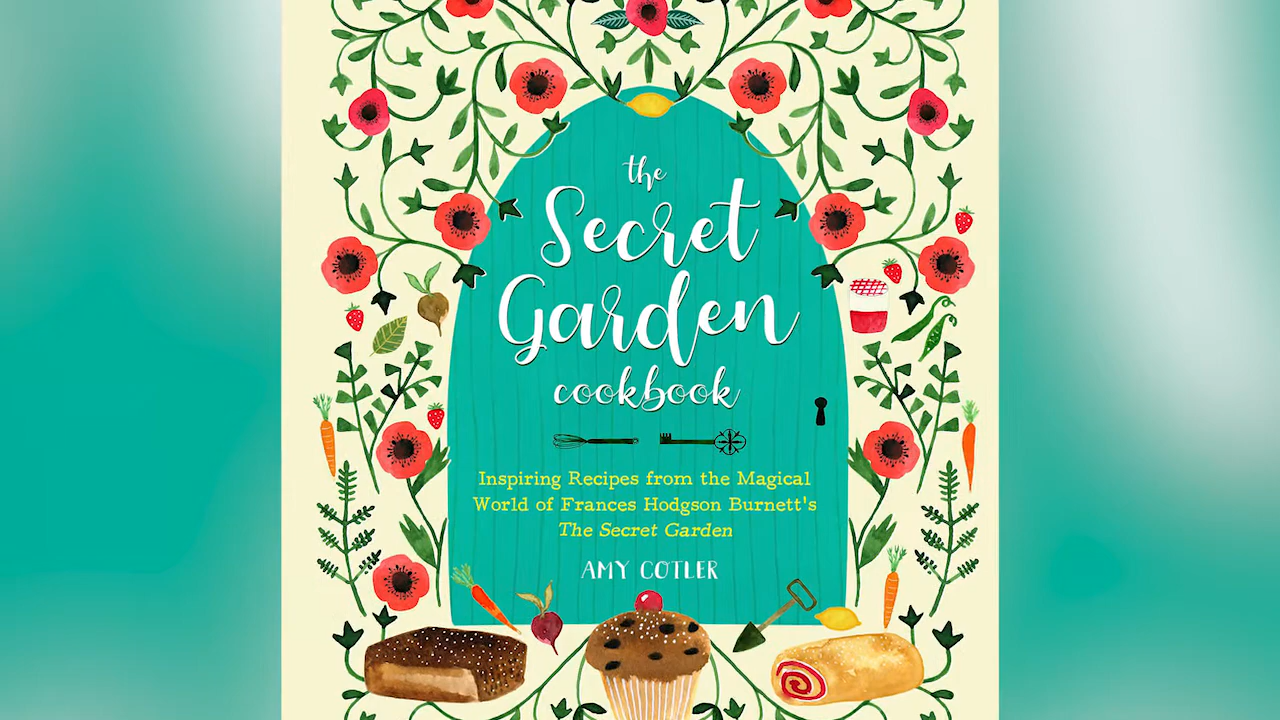 the
Secret
Garden
cookbook
Inspiring Recipes from the Magical
World of Frances Hodgson Burnett's
The Secret Garden
AMY COTLER